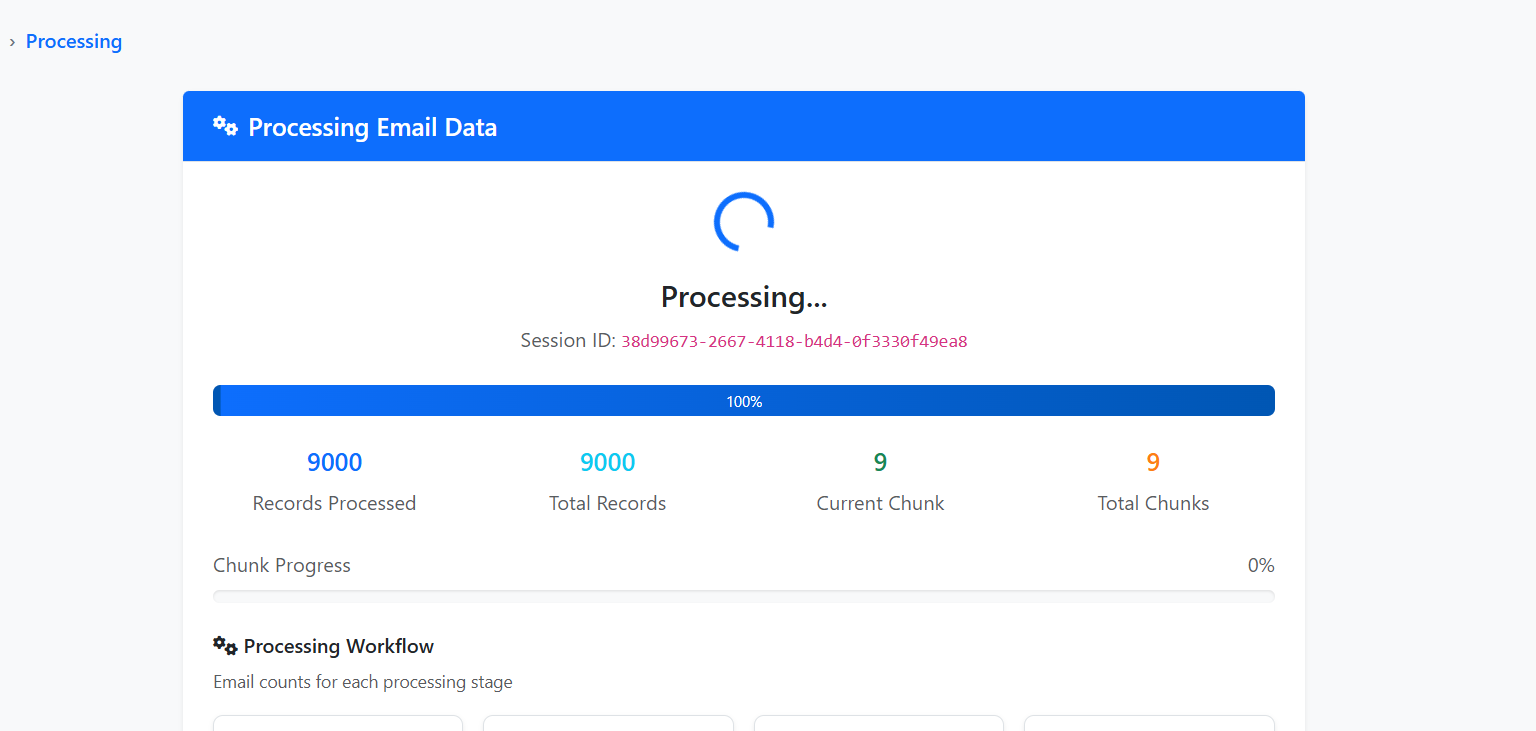 › Processing
Processing Email Data
Processing...
Session ID: 38d99673-2667-4118-b4d4-0f3330f49ea8
100%
9000 9000 9 9
Records Processed Total Records Current Chunk Total Chunks
Chunk Progress 0%
Processing Workflow
Email counts for each processing stage